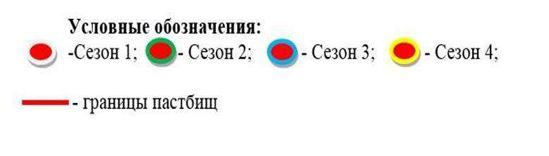 Условные обозначения:
-Сезон 1; - Сезон 2; - Сезон 3; - Сезон 4;
- границы пастбищ